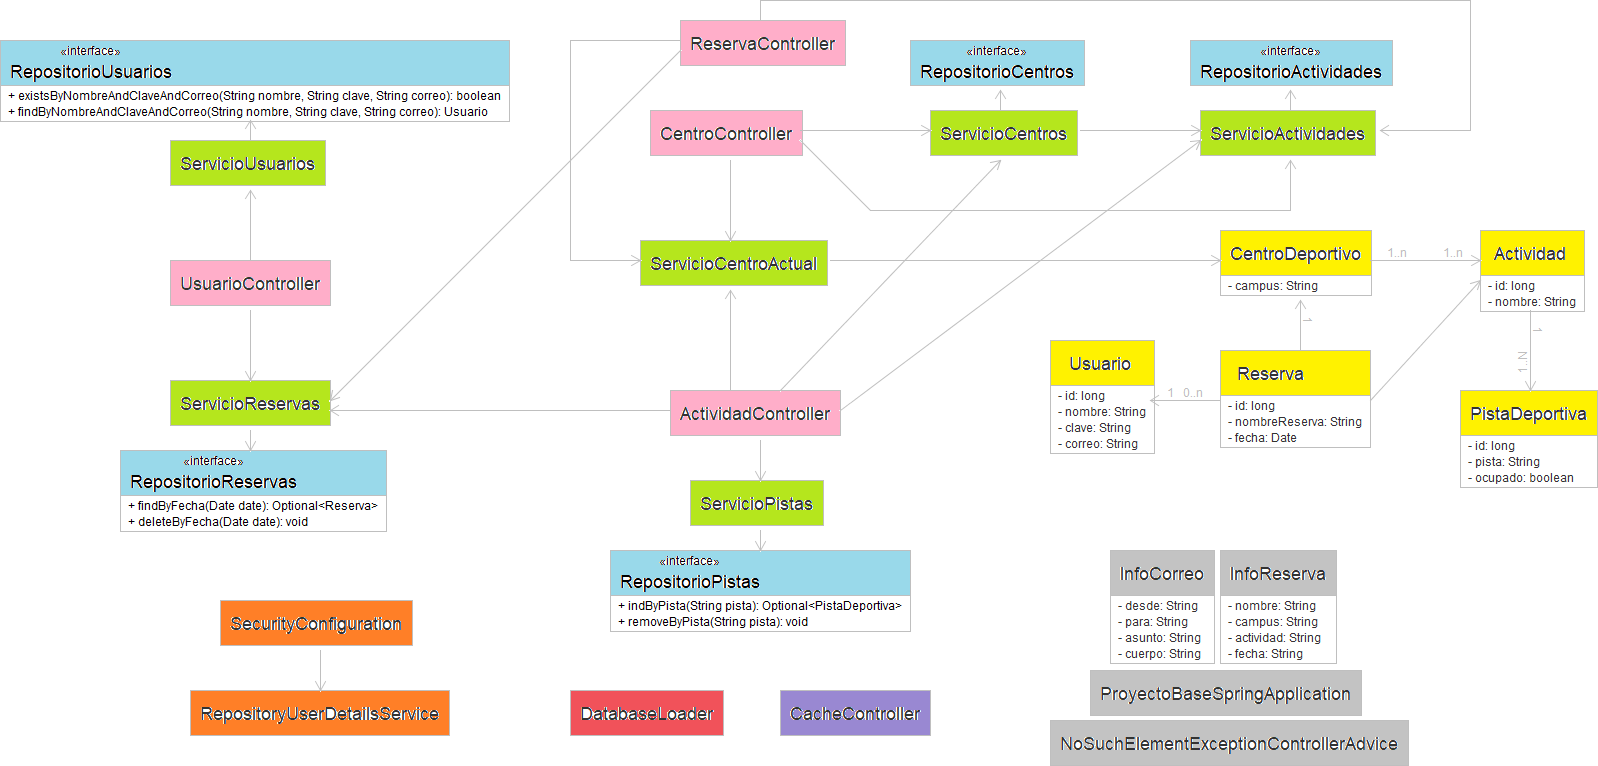 ReservaController
«interface»
RepositorioUsuarios
+ existsByNombreAndClaveAndCorreo(String nombre, String clave, String correo): boolean
+ findByNombreAndClaveAndCorreo(String nombre, String clave, String correo): Usuario
«interface»
RepositorioCentros
«interface»
RepositorioActividades
CentroController
ServicioCentros
ServicioActividades
ServicioUsuarios
UsuarioController
ServicioCentroActual
CentroDeportivo
- campus: String
1..n
1..n
Actividad
- id: long
- nombre: String
1
1
1..N
Usuario
- id: long
- nombre: String
- clave: String
- correo: String
1
0..n
Reserva
- id: long
- nombreReserva: String
- fecha: Date
PistaDeportiva
- id: long
- pista: String
- ocupado: boolean
ServicioReservas
ActividadController
«interface»
RepositorioReservas
+ findByFecha(Date date): Optional<Reserva>
+ deleteByFecha(Date date): void
ServicioPistas
«interface»
RepositorioPistas
+ indByPista(String pista): Optional<PistaDeportiva>
+ removeByPista(String pista): void
InfoCorreo
- desde: String
- para: String
- asunto: String
- cuerpo: String
InfoReserva
- nombre: String
- campus: String
- actividad: String
- fecha: String
SecurityConfiguration
RepositoryUserDetailsService
DatabaseLoader
CacheController
ProyectoBaseSpringApplication
NoSuchElementExceptionControllerAdvice